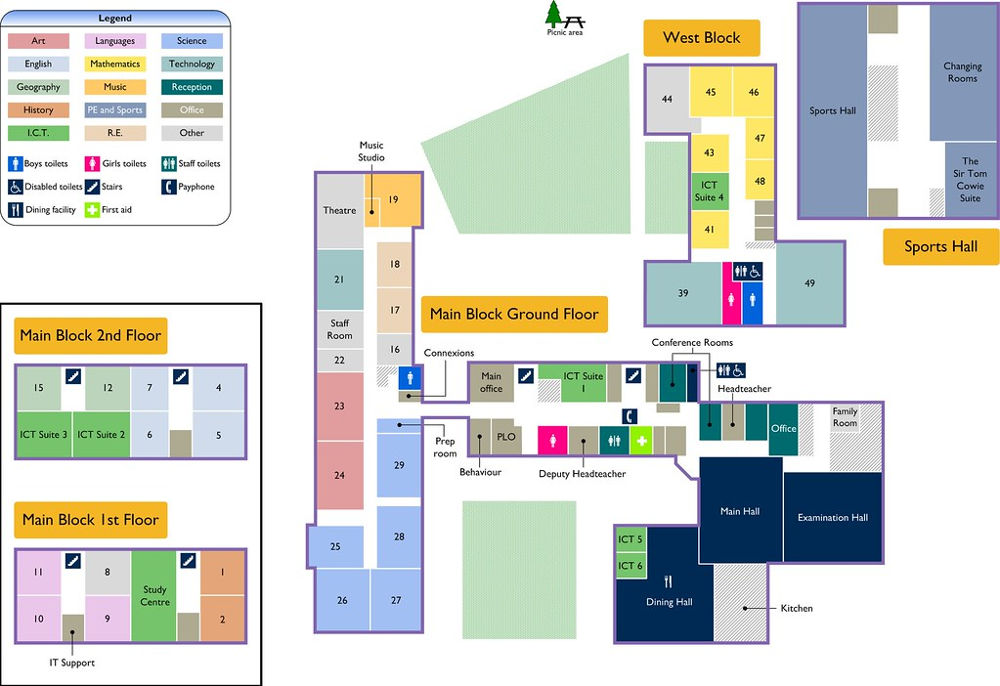 Legend
Art
Languages
Science
English
Mathematics
Technology
Geography
Music
Reception
History
PE and Sports
Office
I.C.T.
R.E.
Other
Boys toilets
Girls toilets
Staff toilets
Disabled toilets
Stairs
Payphone
Dining facility
First aid
Picnic area
West Block
44
45
46
47
43
48
ICT
Suite 4
41
39
49
Sports Hall
Changing
Rooms
The
Sir Tom
Cowie
Suite
Sports Hall
Music
Studio
Theatre
19
21
18
17
Staff
Room
16
22
23
24
29
28
25
26
27
Main Block Ground Floor
Connexions
Prep
room
Main
office
ICT Suite
1
Conference Rooms
Headteacher
Behaviour
PLO
Deputy Headteacher
Office
Family
Room
Main Hall
Examination Hall
ICT 5
ICT 6
Dining Hall
Kitchen
Main Block 2nd Floor
15
12
7
4
ICT Suite 3
ICT Suite 2
6
5
Main Block 1st Floor
11
8
Study
Centre
1
10
9
2
IT Support